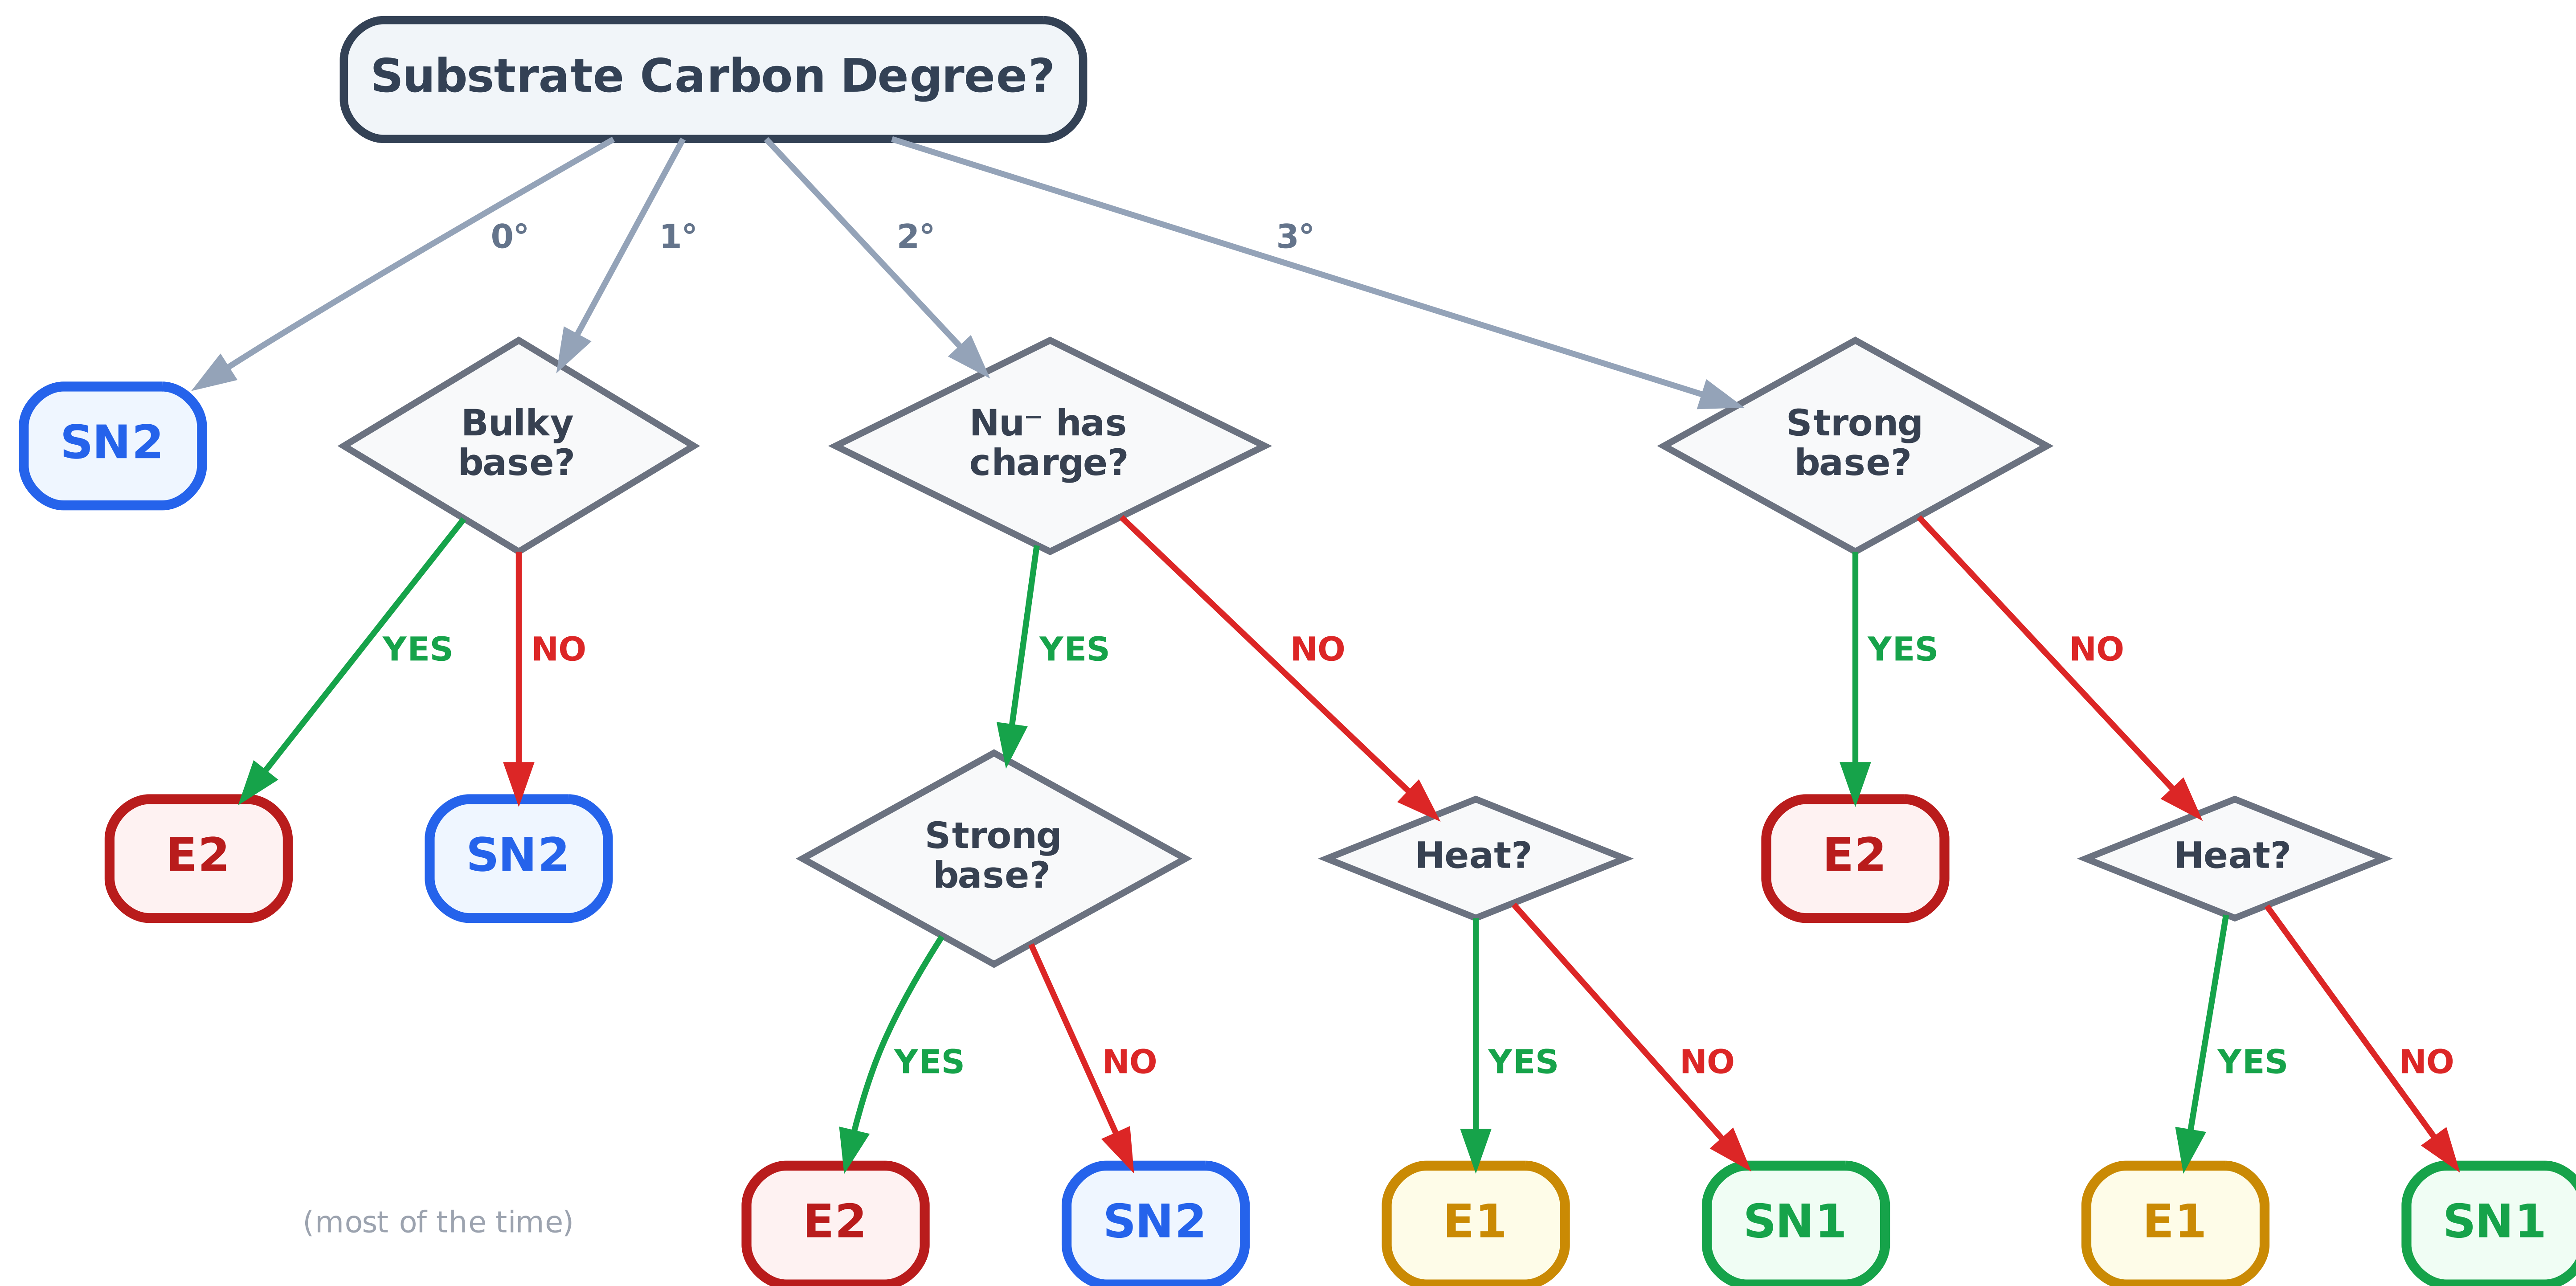 Substrate Carbon Degree?
0°
1°
2°
3°
SN2
Bulky
base?
Nu⁻ has
charge?
Strong
base?
YES
NO
YES
NO
YES
NO
E2
SN2
Strong
base?
Heat?
E2
Heat?
YES
NO
YES
NO
YES
NO
(most of the time)
E2
SN2
E1
SN1
E1
SN1